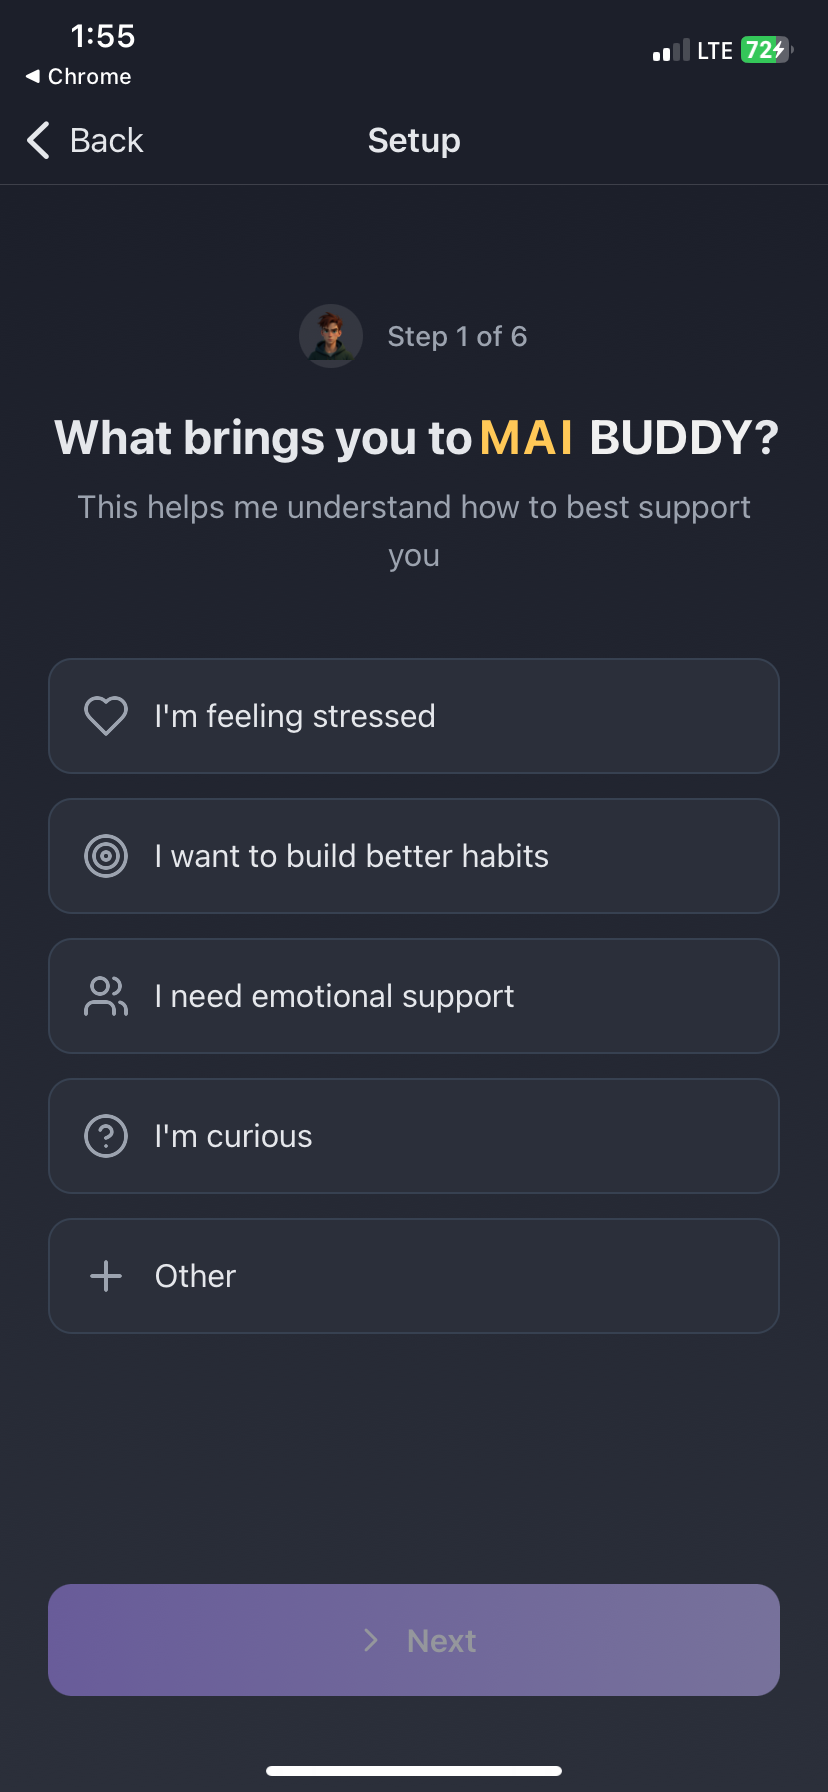 1:55
LTE 72
◀ Chrome
Back
Setup
Step 1 of 6
What brings you to MAI BUDDY?
This helps me understand how to best support
you
I'm feeling stressed
I want to build better habits
I need emotional support
I'm curious
Other
Next